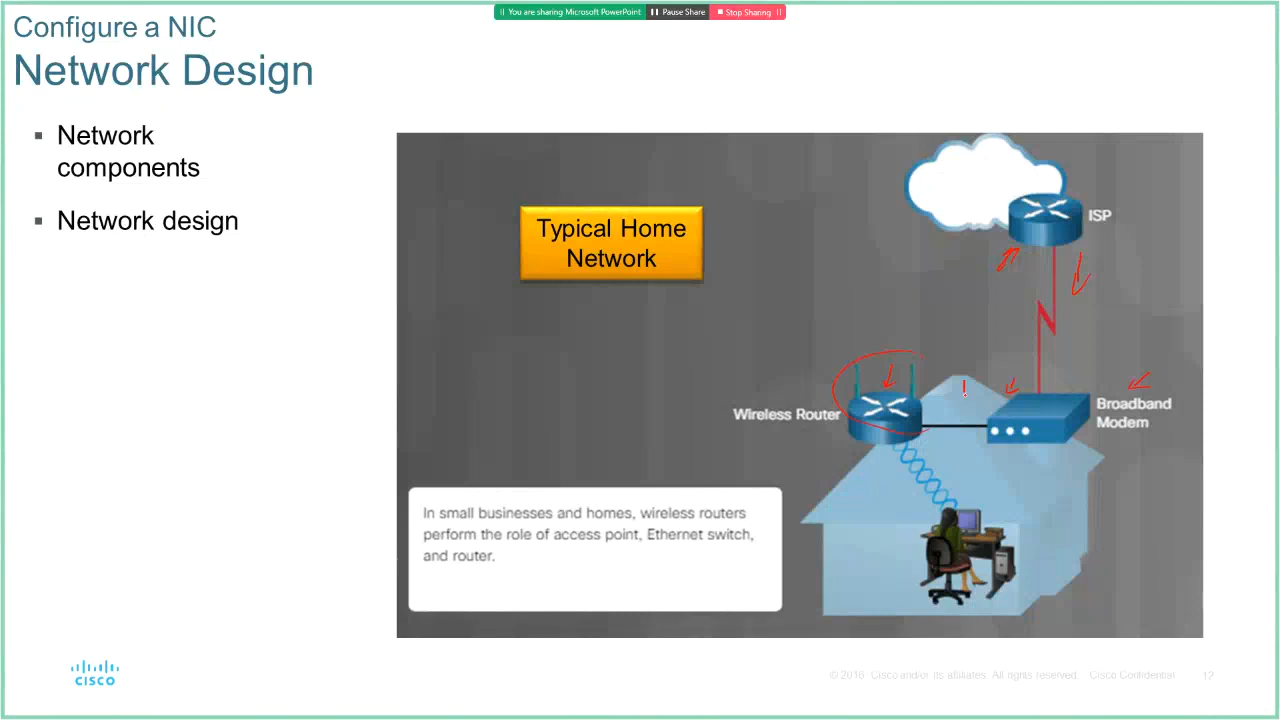 You are sharing Microsoft PowerPoint
Pause Share
Stop Sharing
Configure a NIC
Network Design
Network
components
Network design
Typical Home
Network
ISP
Wireless Router
Broadband
Modem
In small businesses and homes, wireless routers
perform the role of access point, Ethernet switch,
and router.
CISCO
© 2016 Cisco and/or its affiliates. All rights reserved. Cisco Confidential
12